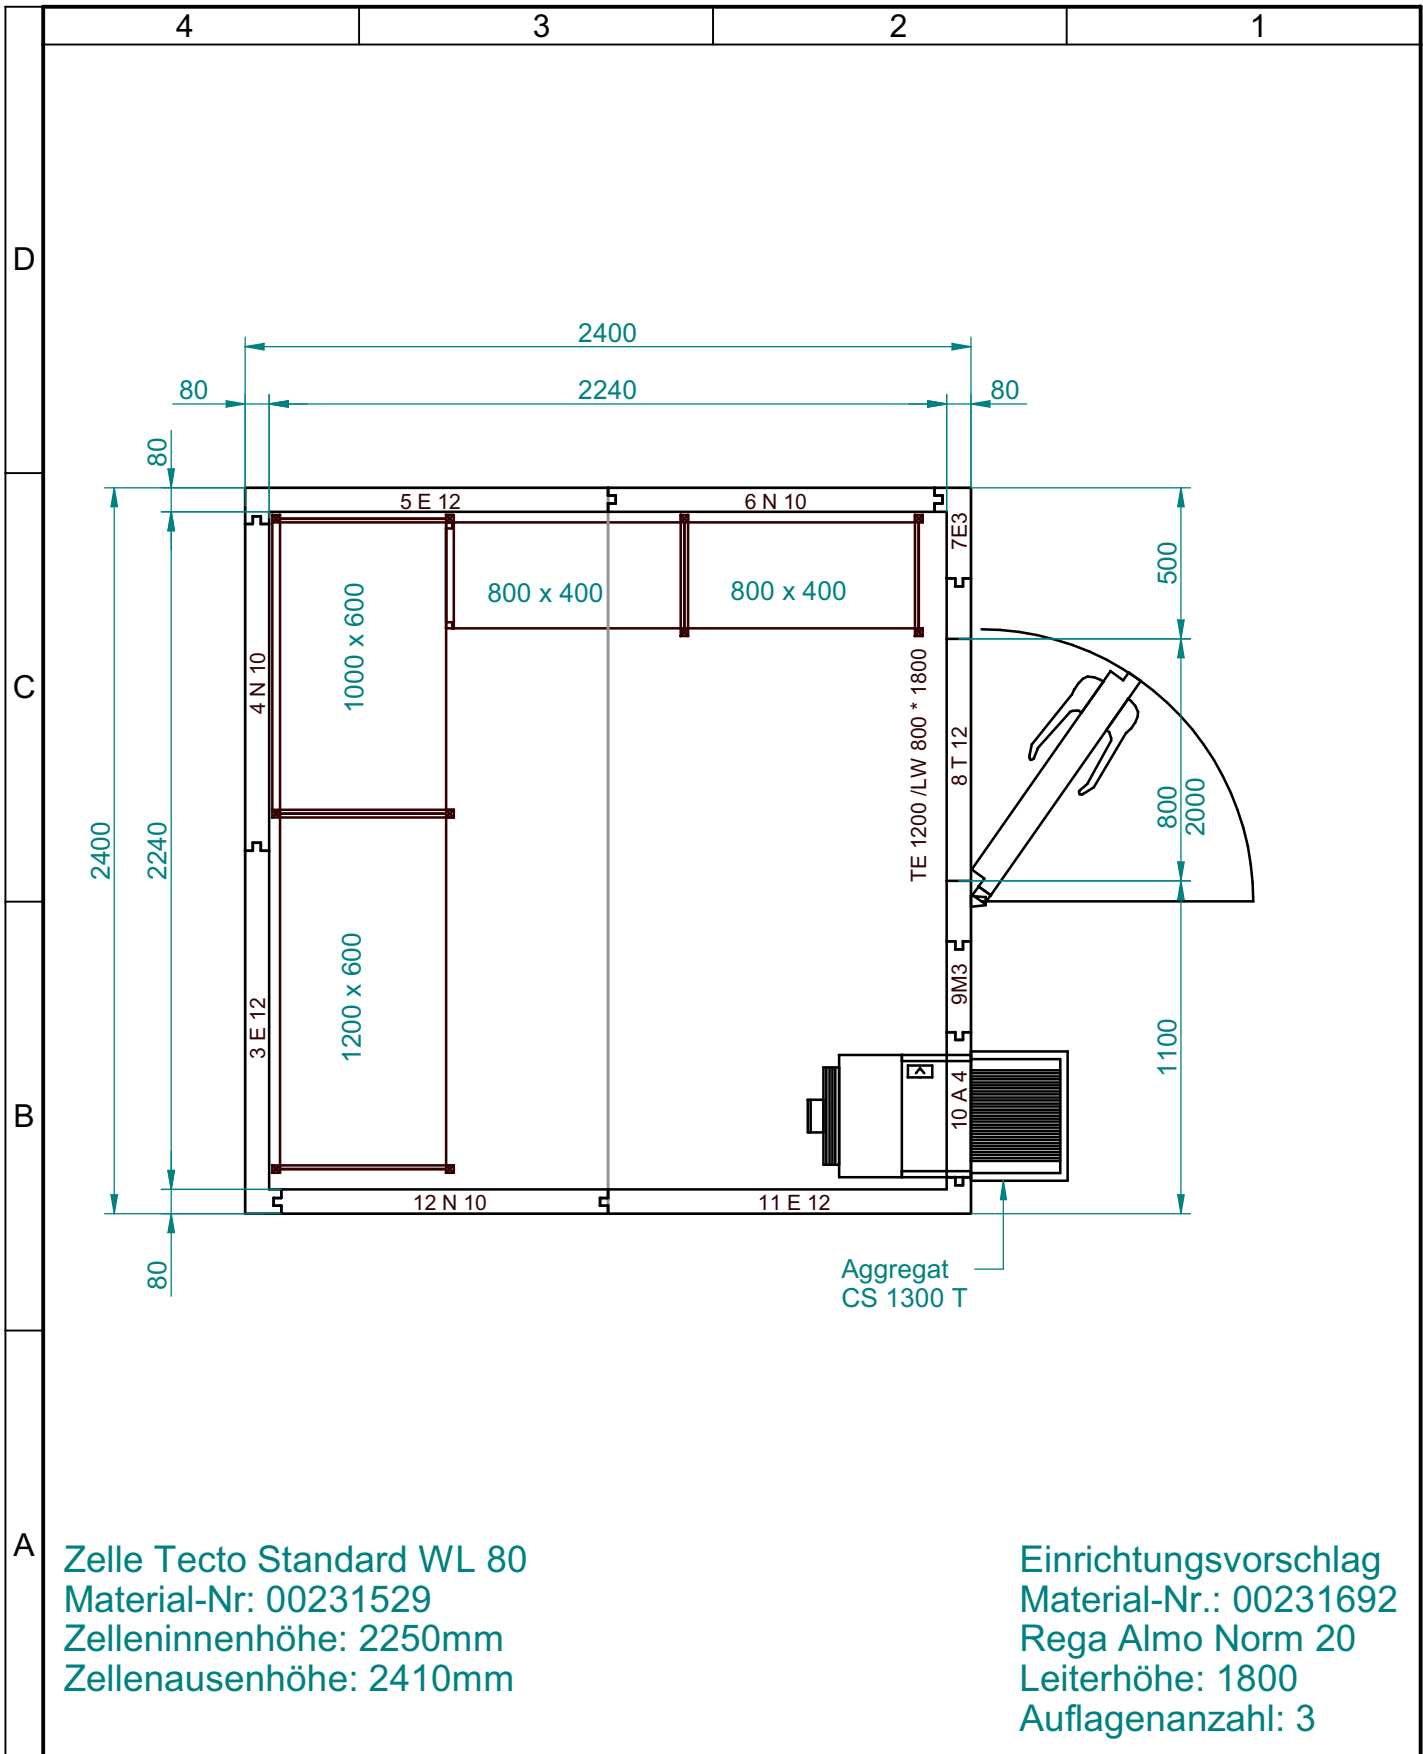 4 3 2 1
D
C
B
A
2400
80 2240 80
80
5 E 12 6 N 10
7E3
500
800 x 400 800 x 400
1000 x 600
4 N 10
TE 1200 /LW 800 * 1800
8 T 12
800
2000
2400
2240
1200 x 600
3 E 12
9M3
1100
10 A 4
12 N 10 11 E 12
80
Aggregat
CS 1300 T
Zelle Tecto Standard WL 80
Material-Nr: 00231529
Zelleninnenhöhe: 2250mm
Zellenausenhöhe: 2410mm
Einrichtungsvorschlag
Material-Nr.: 00231692
Rega Almo Norm 20
Leiterhöhe: 1800
Auflagenanzahl: 3